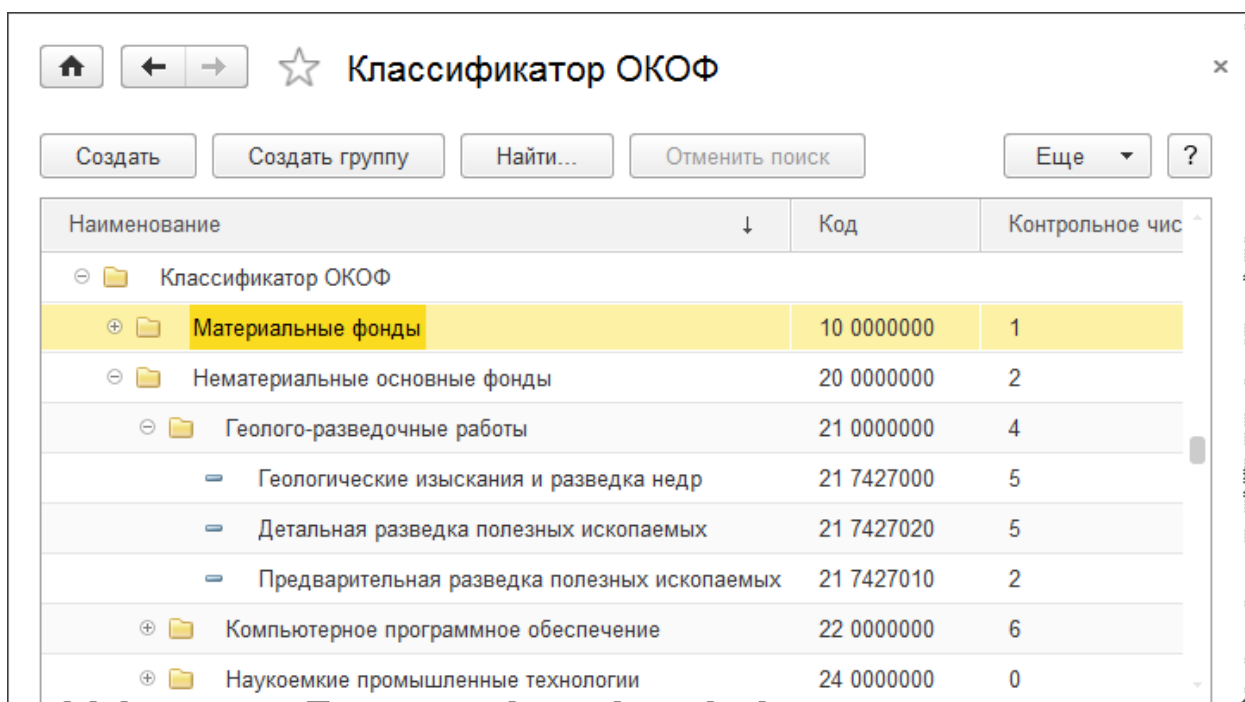 Классификатор ОКОФ
Создать Создать группу Найти... Отменить поиск Еще ?
Наименование ↓ Код Контрольное чис
Классификатор ОКОФ
Материальные фонды 10 0000000 1
Нематериальные основные фонды 20 0000000 2
Геолого-разведочные работы 21 0000000 4
Геологические изыскания и разведка недр 21 7427000 5
Детальная разведка полезных ископаемых 21 7427020 5
Предварительная разведка полезных ископаемых 21 7427010 2
Компьютерное программное обеспечение 22 0000000 6
Наукоемкие промышленные технологии 24 0000000 0